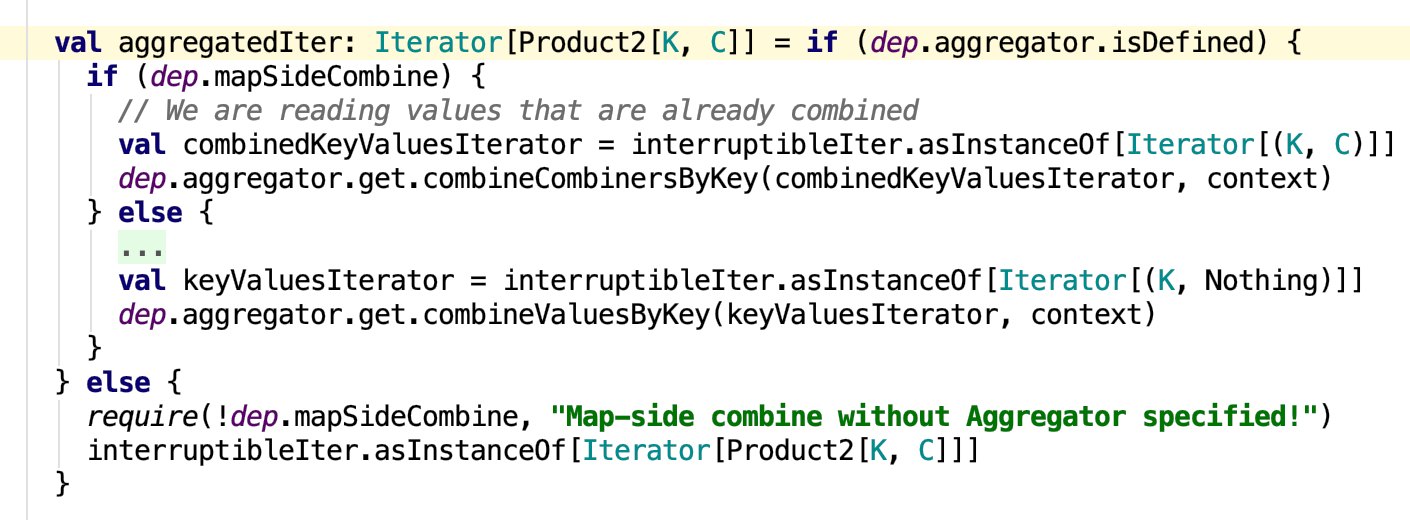 val aggregatedIter: Iterator[Product2[K, C]] = if (dep.aggregator.isDefined) {
if (dep.mapSideCombine) {
// We are reading values that are already combined
val combinedKeyValuesIterator = interruptibleIter.asInstanceOf[Iterator[(K, C)]]
dep.aggregator.get.combineCombinersByKey(combinedKeyValuesIterator, context)
} else {
...
val keyValuesIterator = interruptibleIter.asInstanceOf[Iterator[(K, Nothing)]]
dep.aggregator.get.combineValuesByKey(keyValuesIterator, context)
}
} else {
require(!dep.mapSideCombine, "Map-side combine without Aggregator specified!")
interruptibleIter.asInstanceOf[Iterator[Product2[K, C]]]
}